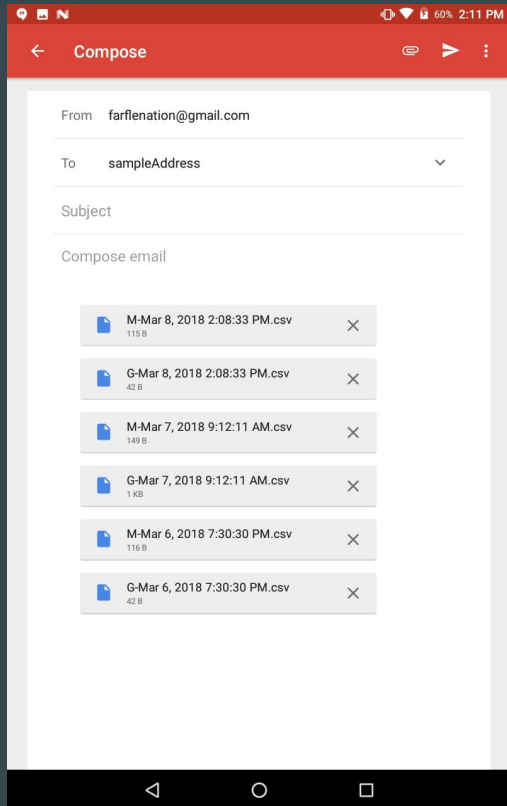 60% 2:11 PM
Compose
From farflenation@gmail.com
To sampleAddress
Subject
Compose email
M-Mar 8, 2018 2:08:33 PM.csv
115 B
G-Mar 8, 2018 2:08:33 PM.csv
42 B
M-Mar 7, 2018 9:12:11 AM.csv
149 B
G-Mar 7, 2018 9:12:11 AM.csv
1 KB
M-Mar 6, 2018 7:30:30 PM.csv
116 B
G-Mar 6, 2018 7:30:30 PM.csv
42 B